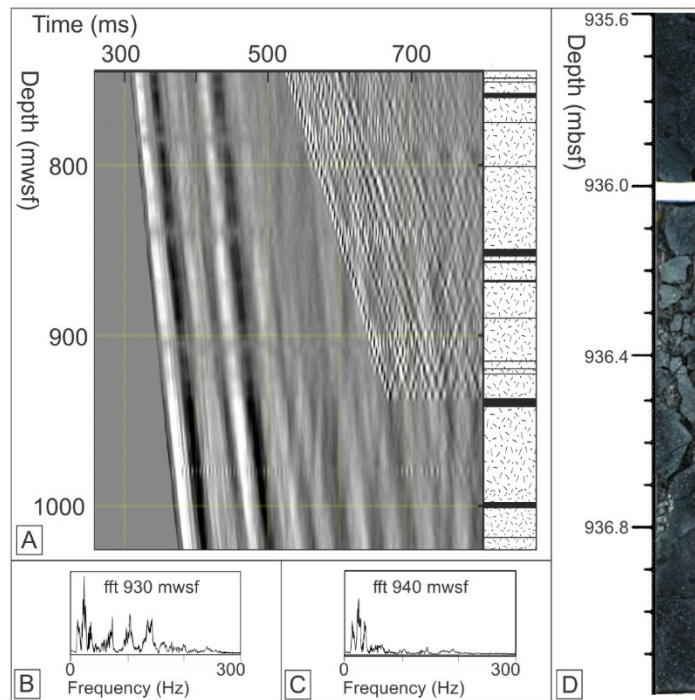 Time (ms)
300
500
700
Depth (mwsf)
800
900
1000
A
935.6
Depth (mbsf)
936.0
936.4
936.8
D
fft 930 mwsf
B
0
300
Frequency (Hz)
fft 940 mwsf
C
0
300
Frequency (Hz)